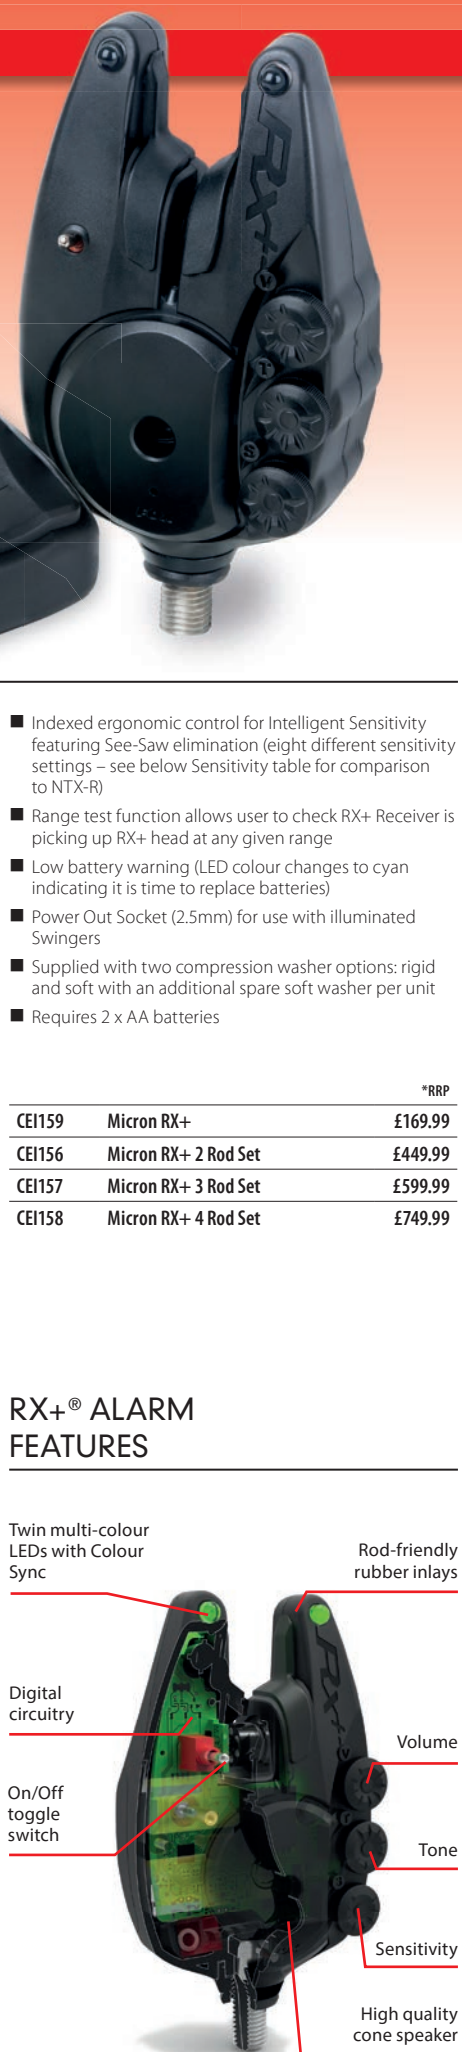 Rx+
V
T
S
■ Indexed ergonomic control for Intelligent Sensitivity
featuring See-Saw elimination (eight different sensitivity
settings – see below Sensitivity table for comparison
to NTX-R)
■ Range test function allows user to check RX+ Receiver is
picking up RX+ head at any given range
■ Low battery warning (LED colour changes to cyan
indicating it is time to replace batteries)
■ Power Out Socket (2.5mm) for use with illuminated
Swingers
■ Supplied with two compression washer options: rigid
and soft with an additional spare soft washer per unit
■ Requires 2 x AA batteries
*RRP
CEI159 Micron RX+ £169.99
CEI156 Micron RX+ 2 Rod Set £449.99
CEI157 Micron RX+ 3 Rod Set £599.99
CEI158 Micron RX+ 4 Rod Set £749.99
RX+® ALARM
FEATURES
Twin multi-colour
LEDs with Colour
Sync
Rod-friendly
rubber inlays
Digital
circuitry
Volume
On/Off
toggle
switch
Tone
Sensitivity
High quality
cone speaker
Rx+